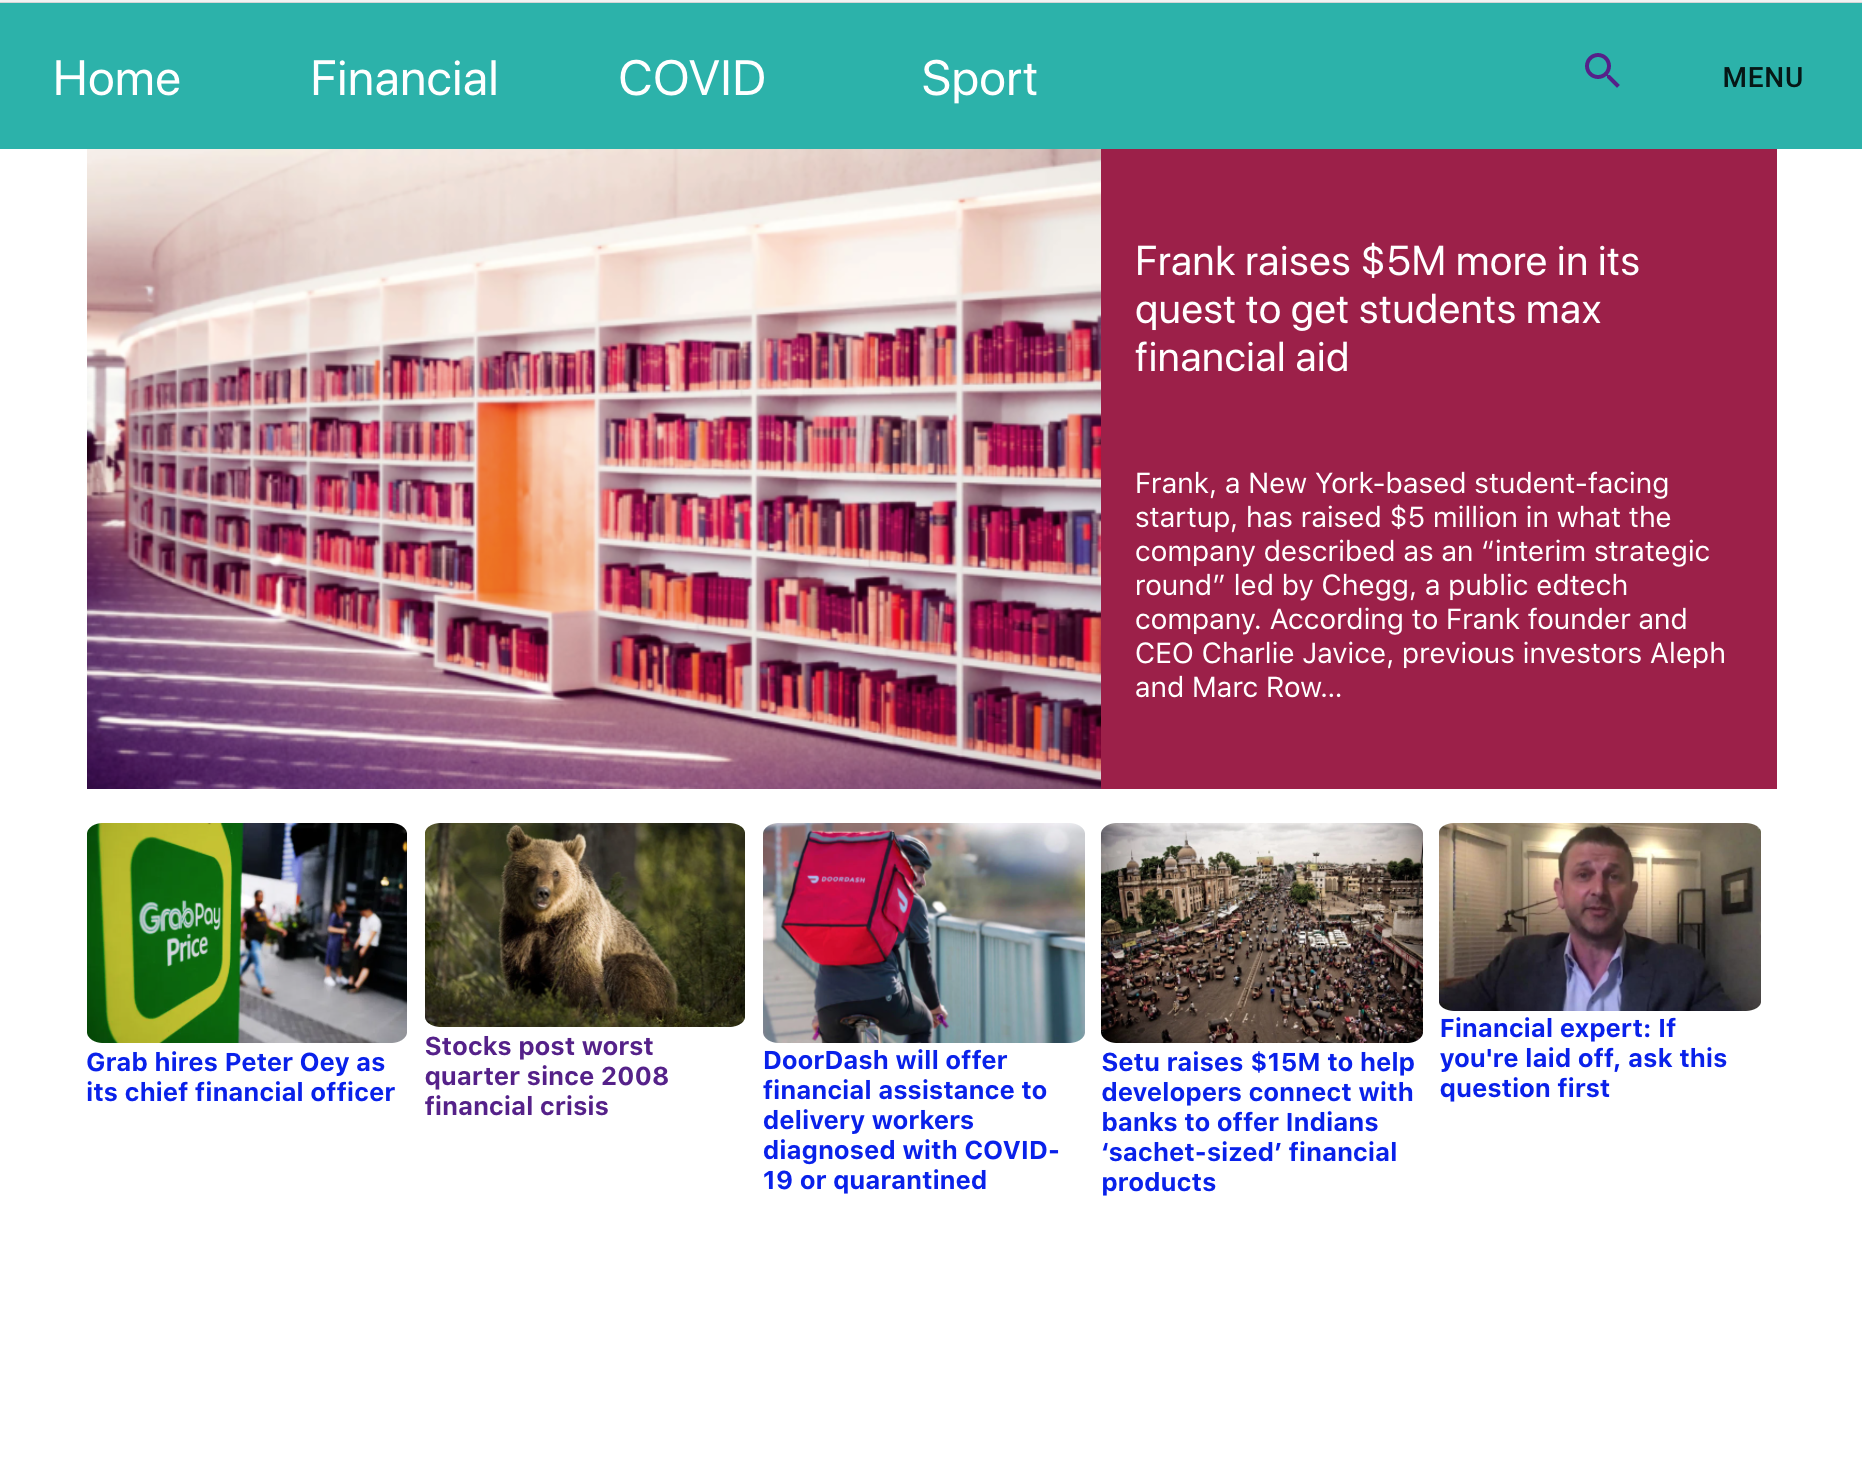 Home Financial COVID Sport MENU
Frank raises $5M more in its
quest to get students max
financial aid
Frank, a New York-based student-facing
startup, has raised $5 million in what the
company described as an “interim strategic
round” led by Chegg, a public edtech
company. According to Frank founder and
CEO Charlie Javice, previous investors Aleph
and Marc Row...
GrabPay
Price
Grab hires Peter Oey as
its chief financial officer
Stocks post worst
quarter since 2008
financial crisis
DOORDASH
DoorDash will offer
financial assistance to
delivery workers
diagnosed with COVID-
19 or quarantined
Setu raises $15M to help
developers connect with
banks to offer Indians
‘sachet-sized’ financial
products
Financial expert: If
you're laid off, ask this
question first